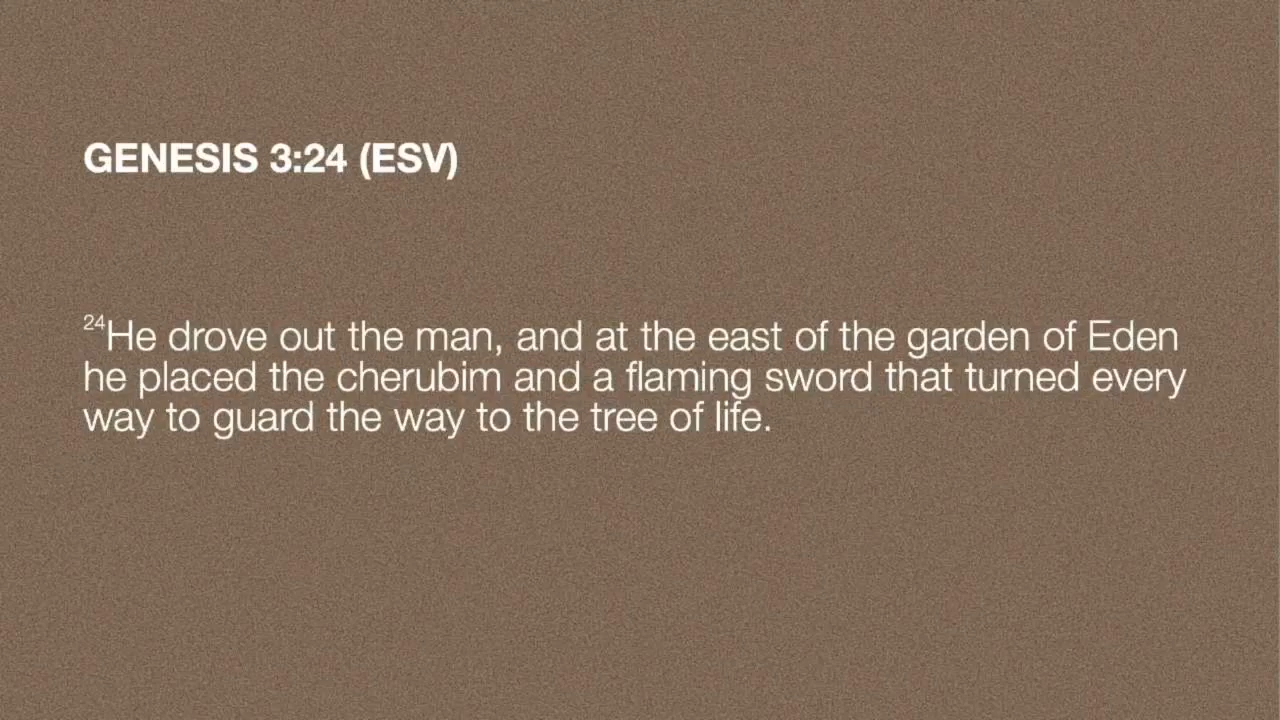 GENESIS 3:24 (ESV)
24He drove out the man, and at the east of the garden of Eden
he placed the cherubim and a flaming sword that turned every
way to guard the way to the tree of life.